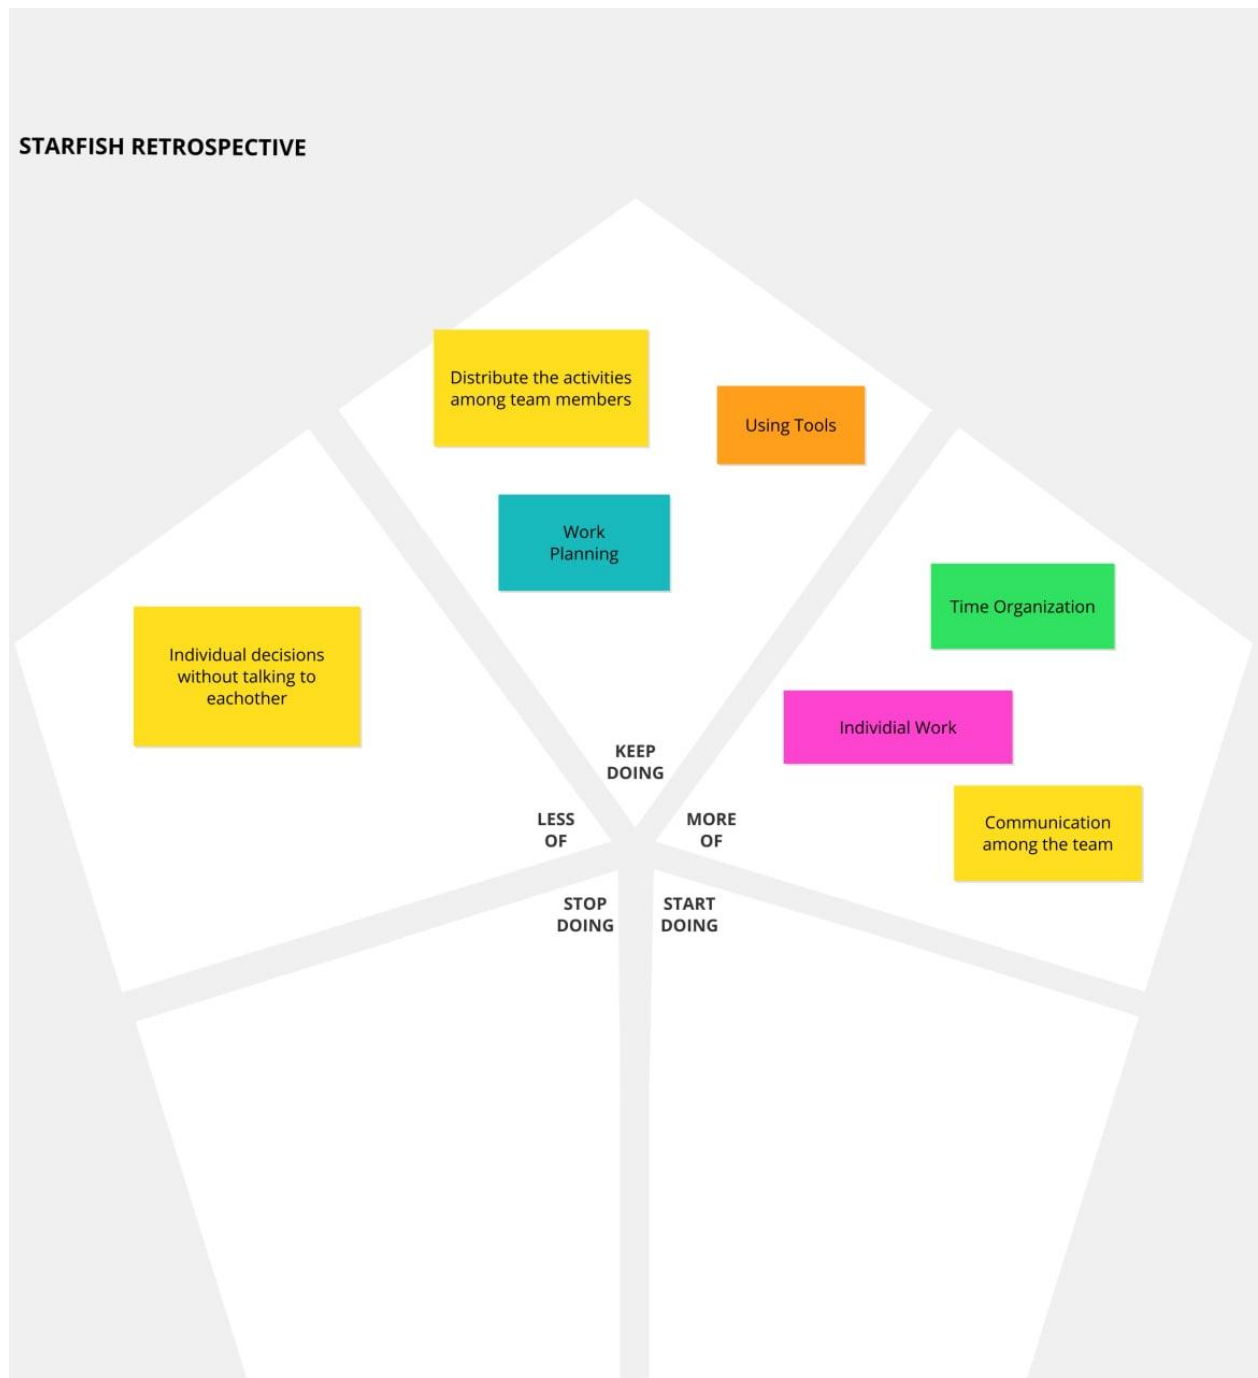 STARFISH RETROSPECTIVE
Distribute the activities
among team members
Using Tools
Work
Planning
Time Organization
Individual decisions
without talking to
eachother
Individial Work
KEEP
DOING
Communication
among the team
LESS
OF
MORE
OF
STOP
DOING
START
DOING